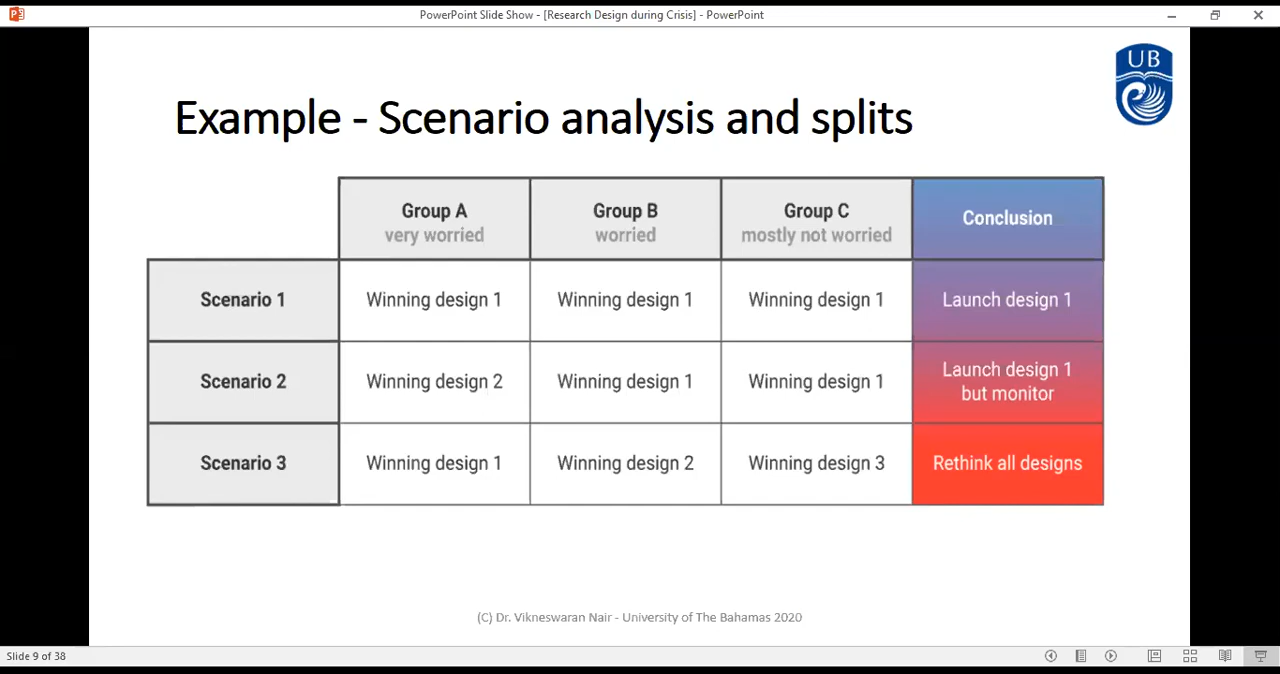 PowerPoint Slide Show - [Research Design during Crisis] - PowerPoint
UB
Example - Scenario analysis and splits
Group A
very worried
Group B
worried
Group C
mostly not worried
Conclusion
Scenario 1
Winning design 1
Winning design 1
Winning design 1
Launch design 1
Scenario 2
Winning design 2
Winning design 1
Winning design 1
Launch design 1
but monitor
Scenario 3
Winning design 1
Winning design 2
Winning design 3
Rethink all designs
(C) Dr. Vikneswaran Nair - University of The Bahamas 2020
Slide 9 of 38